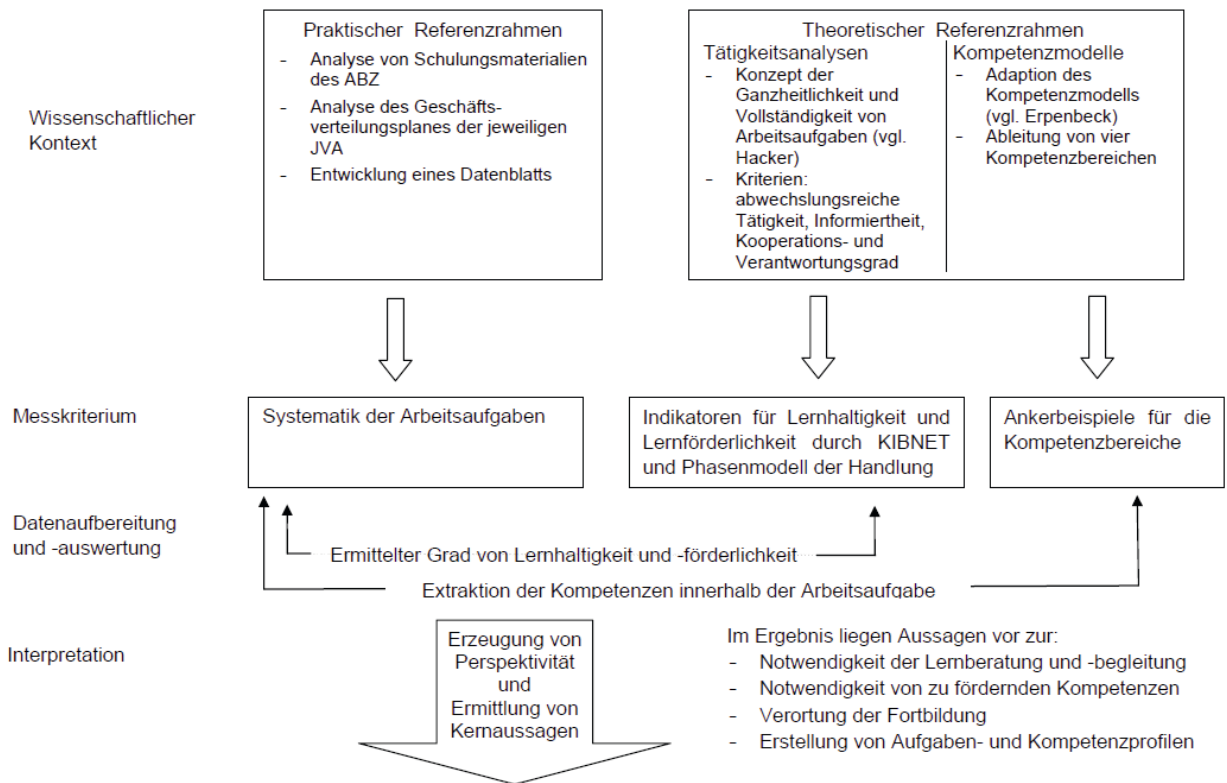 Praktischer Referenzrahmen
- Analyse von Schulungsmaterialien
des ABZ
- Analyse des Geschäfts-
verteilungsplanes der jeweiligen
JVA
- Entwicklung eines Datenblatts
Theoretischer Referenzrahmen
Tätigkeitsanalysen
- Konzept der
Ganzheitlichkeit und
Vollständigkeit von
Arbeitsaufgaben (vgl.
Hacker)
- Kriterien:
abwechslungsreiche
Tätigkeit, Informiertheit,
Kooperations- und
Verantwortungsgrad
Kompetenzmodelle
- Adaption des
Kompetenzmodells
(vgl. Erpenbeck)
- Ableitung von vier
Kompetenzbereichen
Wissenschaftlicher
Kontext
Messkriterium
Systematik der Arbeitsaufgaben
Indikatoren für Lernhaltigkeit und
Lernförderlichkeit durch KIBNET
und Phasenmodell der Handlung
Ankerbeispiele für die
Kompetenzbereiche
Datenaufbereitung
und -auswertung
Ermittelter Grad von Lernhaltigkeit und -förderlichkeit
Extraktion der Kompetenzen innerhalb der Arbeitsaufgabe
Interpretation
Erzeugung von
Perspektivität
und
Ermittlung von
Kernaussagen
Im Ergebnis liegen Aussagen vor zur:
- Notwendigkeit der Lernberatung und -begleitung
- Notwendigkeit von zu fördernden Kompetenzen
- Verortung der Fortbildung
- Erstellung von Aufgaben- und Kompetenzprofilen